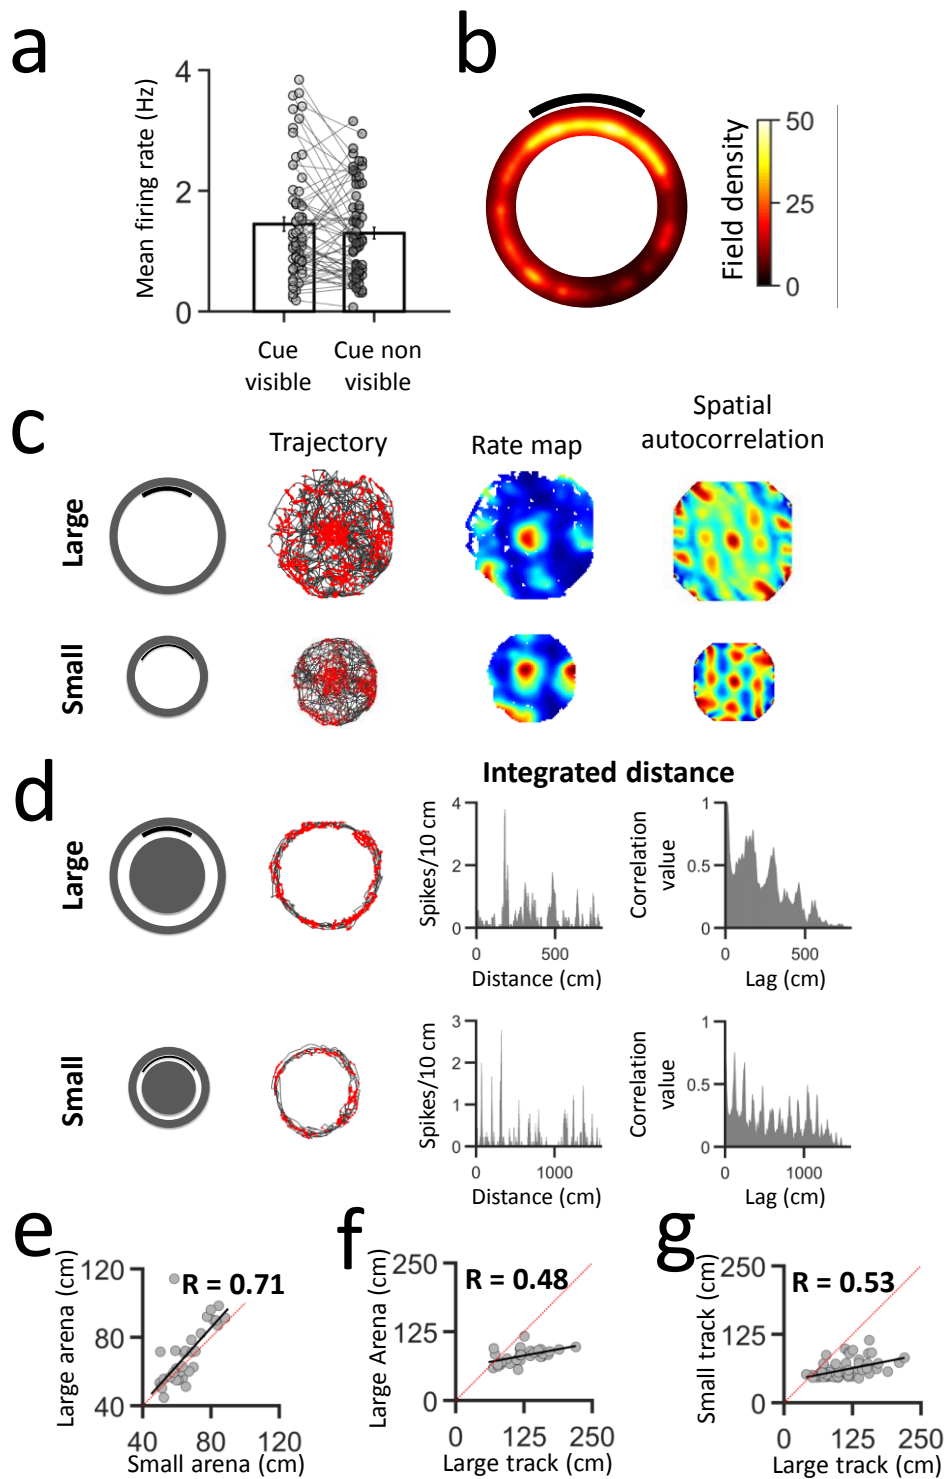 a
Mean firing rate (Hz)
4
2
0
Cue
visible
Cue non
visible
b
Field density
50
25
0
c
Trajectory
Rate map
Spatial
autocorrelation
Large
Small
d
Integrated distance
Large
Spikes/10 cm
4
2
0
0
500
Distance (cm)
Correlation
value
1
0.5
0
0
500
Lag (cm)
Small
Spikes/10 cm
3
2
1
0
0
1000
Distance (cm)
Correlation
value
1
0.5
0
0
1000
Lag (cm)
e
Large arena (cm)
120
80
40
R = 0.71
40
80
120
Small arena (cm)
f
Large Arena (cm)
250
125
0
R = 0.48
0
125
250
Large track (cm)
g
Small track (cm)
250
125
0
R = 0.53
0
125
250
Large track (cm)